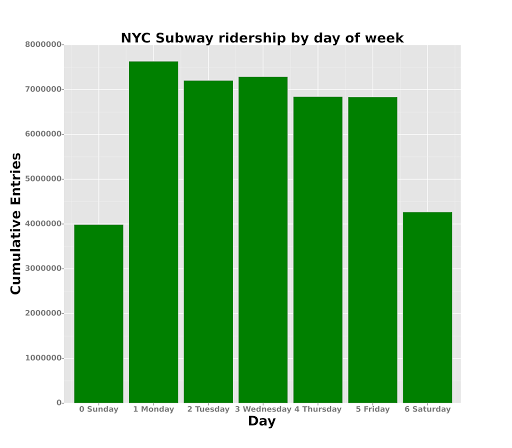 NYC Subway ridership by day of week
8000000
7000000
6000000
5000000
4000000
3000000
2000000
1000000
0
Cumulative Entries
0 Sunday 1 Monday 2 Tuesday 3 Wednesday 4 Thursday 5 Friday 6 Saturday
Day